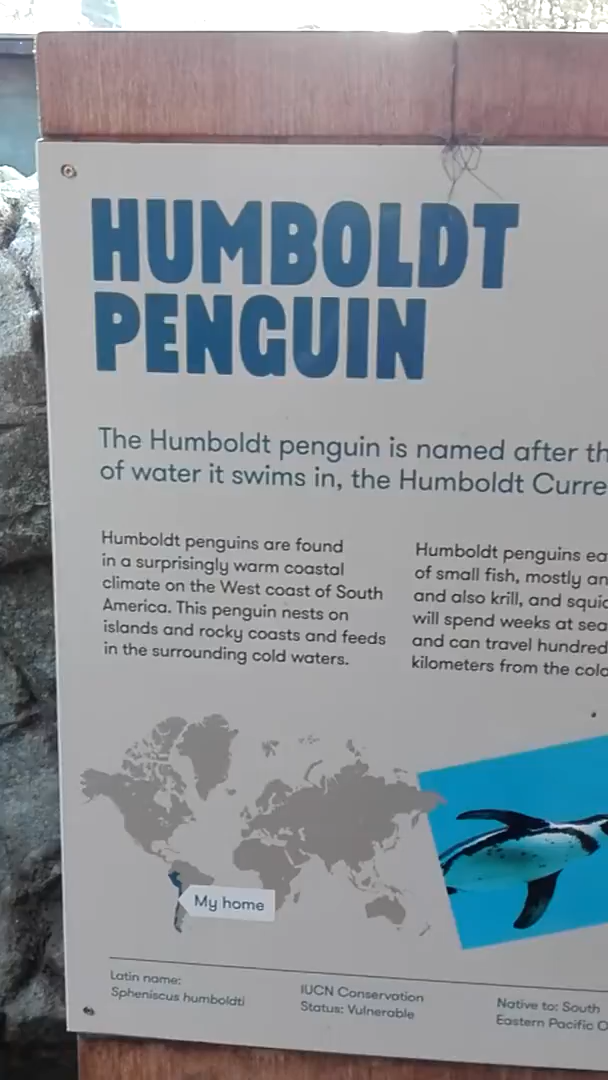 HUMBOLDT
PENGUIN
The Humboldt penguin is named after th
of water it swims in, the Humboldt Curre
Humboldt penguins are found
in a surprisingly warm coastal
climate on the West coast of South
America. This penguin nests on
islands and rocky coasts and feeds
in the surrounding cold waters.
Humboldt penguins ea
of small fish, mostly an
and also krill, and squid
will spend weeks at sea
and can travel hundred
kilometers from the colo
My home
Latin name:
Spheniscus humboldti
IUCN Conservation
Status: Vulnerable
Native to: South
Eastern Pacific O